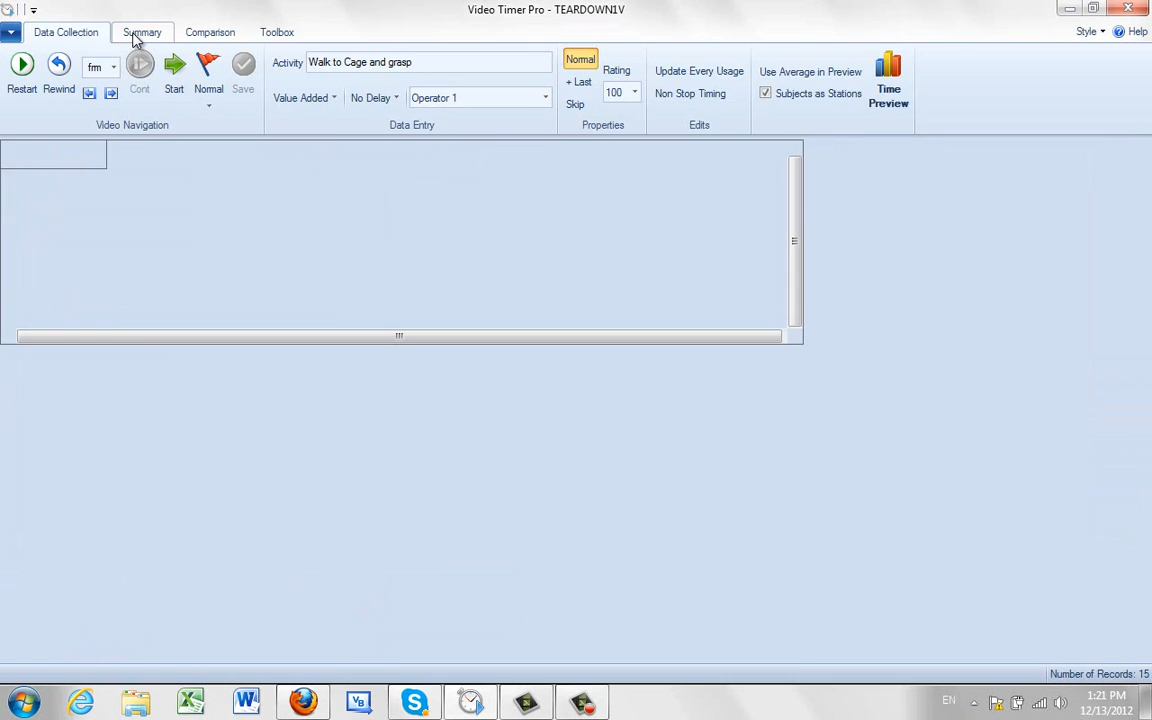 Video Timer Pro - TEARDOWN1V
Data Collection Summary Comparison Toolbox Style Help
Restart Rewind frm Cont Start Normal Save
Activity Walk to Cage and grasp
Value Added No Delay Operator 1
Normal
+ Last
Skip
Rating
100
Update Every Usage
Non Stop Timing
Use Average in Preview
Subjects as Stations
Time
Preview
Video Navigation Data Entry Properties Edits
Number of Records: 15
EN
1:21 PM
12/13/2012